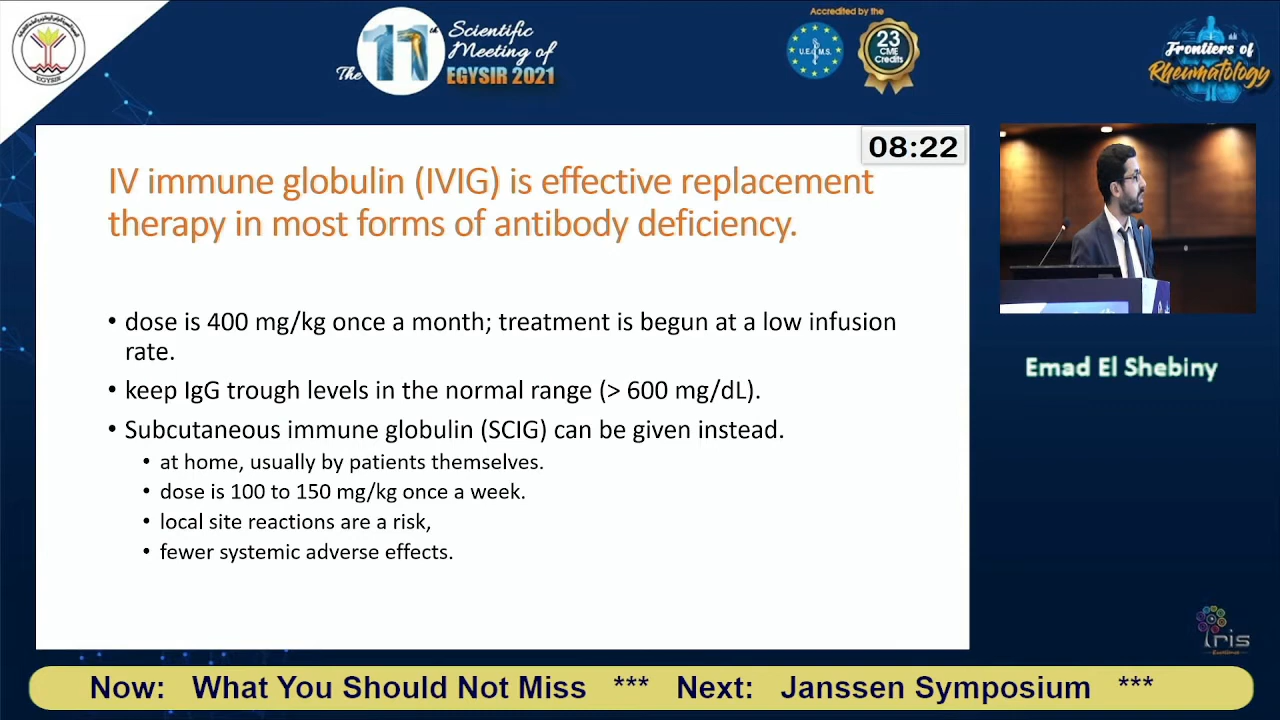 EGYSIR
The 11th
Scientific
Meeting of
EGYSIR 2021
Accredited by the
U.E.M.S.
23
CME
Credits
Frontiers of
Rheumatology
08:22
IV immune globulin (IVIG) is effective replacement
therapy in most forms of antibody deficiency.
• dose is 400 mg/kg once a month; treatment is begun at a low infusion
rate.
• keep IgG trough levels in the normal range (> 600 mg/dL).
• Subcutaneous immune globulin (SCIG) can be given instead.
• at home, usually by patients themselves.
• dose is 100 to 150 mg/kg once a week.
• local site reactions are a risk,
• fewer systemic adverse effects.
Emad El Shebiny
Iris
Now: What You Should Not Miss *** Next: Janssen Symposium ***